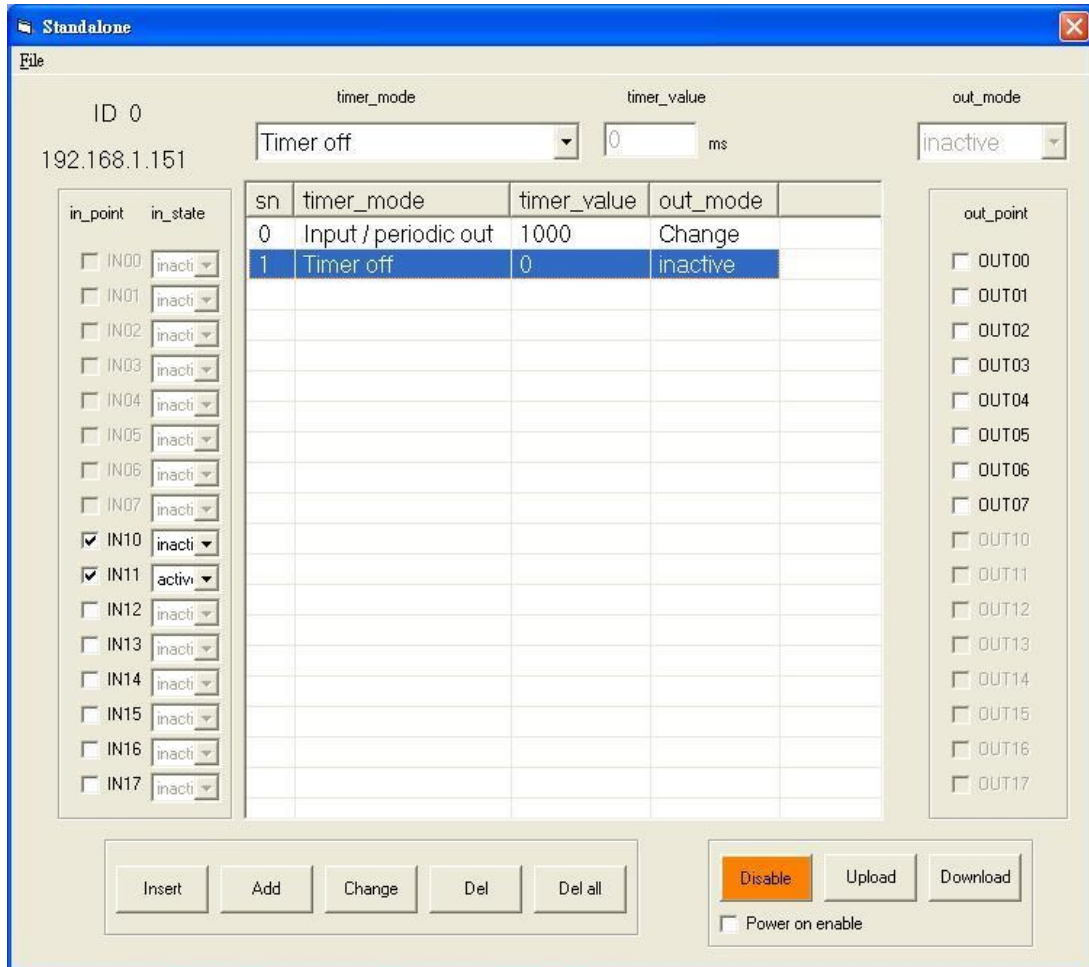 Standalone
File
ID 0
192.168.1.151
timer_mode
Timer off
timer_value
0 ms
out_mode
inactive
in_point in_state
IN00 inacti
IN01 inacti
IN02 inacti
IN03 inacti
IN04 inacti
IN05 inacti
IN06 inacti
IN07 inacti
IN10 inacti
IN11 activ
IN12 inacti
IN13 inacti
IN14 inacti
IN15 inacti
IN16 inacti
IN17 inacti
sn timer_mode timer_value out_mode
0 Input / periodic out 1000 Change
1 Timer off 0 inactive
out_point
OUT00
OUT01
OUT02
OUT03
OUT04
OUT05
OUT06
OUT07
OUT10
OUT11
OUT12
OUT13
OUT14
OUT15
OUT16
OUT17
Insert Add Change Del Del all
Disable Upload Download
Power on enable